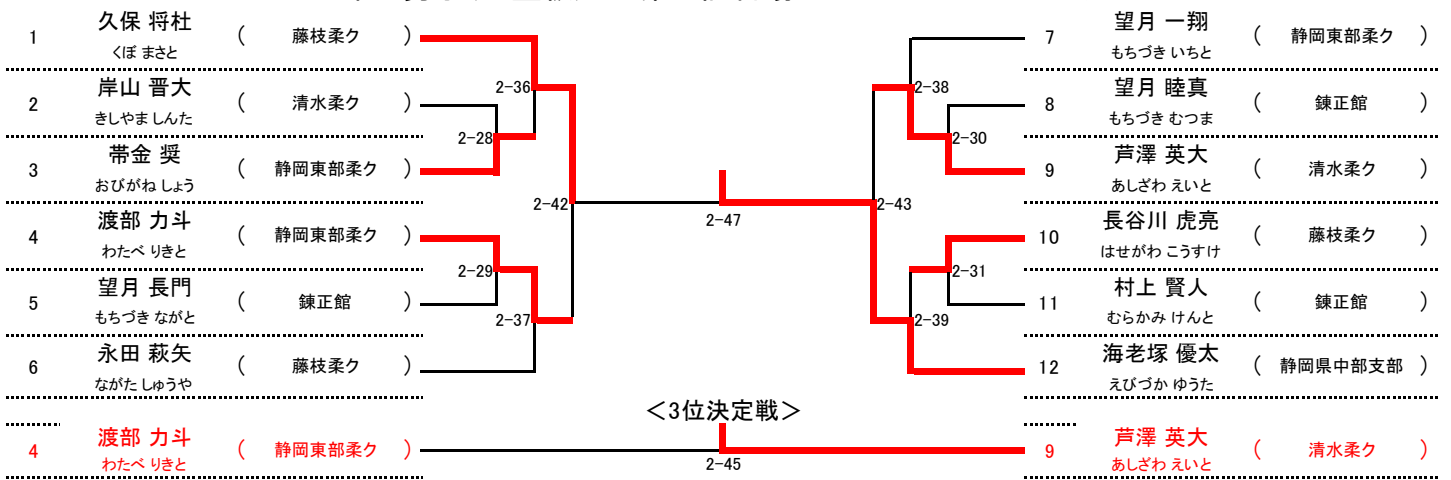 1 久保 将杜 ( 藤枝柔ク )
くぼ まさと
2 岸山 晋大 ( 清水柔ク )
きしやま しんた
3 帯金 奨 ( 静岡東部柔ク )
おびがね しょう
4 渡部 力斗 ( 静岡東部柔ク )
わたべ りきと
5 望月 長門 ( 錬正館 )
もちづき ながと
6 永田 萩矢 ( 藤枝柔ク )
ながた しゅうや
2-36
2-28
2-42
2-29
2-37
2-47
2-38
2-30
2-43
2-31
2-39
7 望月 一翔 ( 静岡東部柔ク )
もちづき いちと
8 望月 睦真 ( 錬正館 )
もちづき むつま
9 芦澤 英大 ( 清水柔ク )
あしざわ えいと
10 長谷川 虎亮 ( 藤枝柔ク )
はせがわ こうすけ
11 村上 賢人 ( 錬正館 )
むらかみ けんと
12 海老塚 優太 ( 静岡県中部支部 )
えびづか ゆうた
＜3位決定戦＞
4 渡部 力斗 ( 静岡東部柔ク )
わたべ りきと
2-45
9 芦澤 英大 ( 清水柔ク )
あしざわ えいと